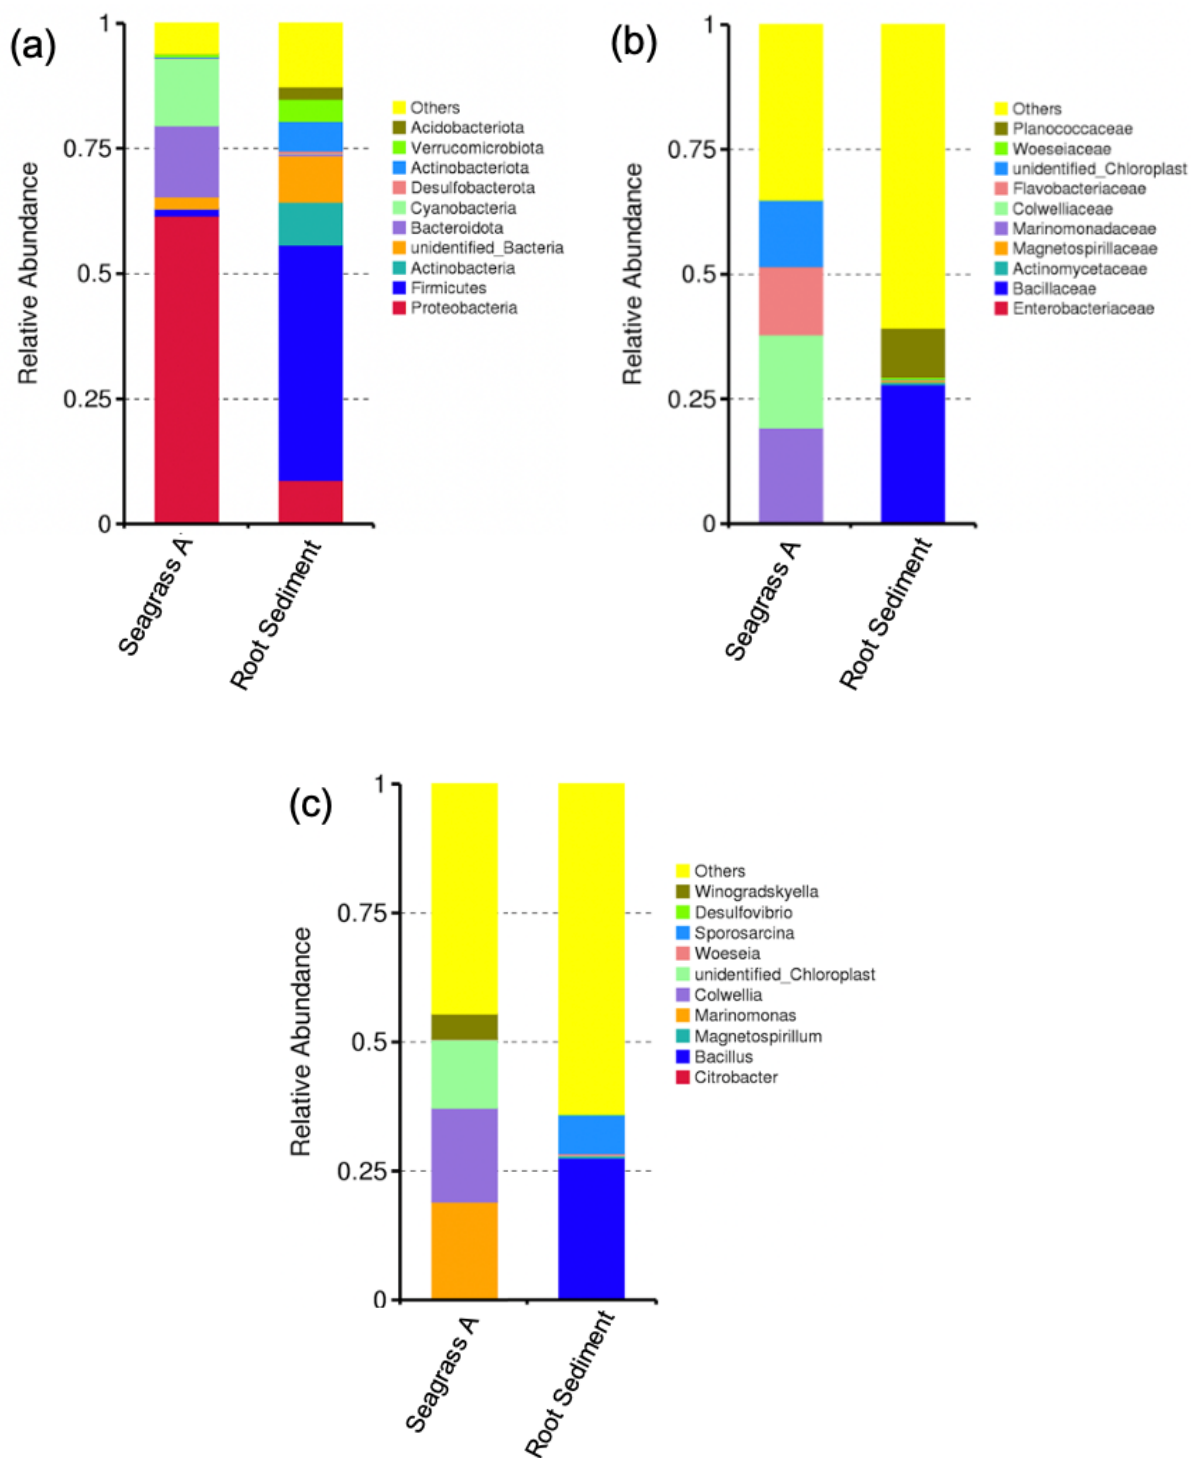 (a)
Relative Abundance
1
0.75
0.5
0.25
0
Seagrass A
Root Sediment
Others
Acidobacteriota
Verrucomicrobiota
Actinobacteriota
Desulfobacterota
Cyanobacteria
Bacteroidota
unidentified_Bacteria
Actinobacteria
Firmicutes
Proteobacteria
(b)
Relative Abundance
1
0.75
0.5
0.25
0
Seagrass A
Root Sediment
Others
Planococcaceae
Woeseiaceae
unidentified_Chloroplast
Flavobacteriaceae
Colwelliaceae
Marinomonadaceae
Magnetospirillaceae
Actinomycetaceae
Bacillaceae
Enterobacteriaceae
(c)
Relative Abundance
1
0.75
0.5
0.25
0
Seagrass A
Root Sediment
Others
Winogradskyella
Desulfovibrio
Sporosarcina
Woeseia
unidentified_Chloroplast
Colwellia
Marinomonas
Magnetospirillum
Bacillus
Citrobacter